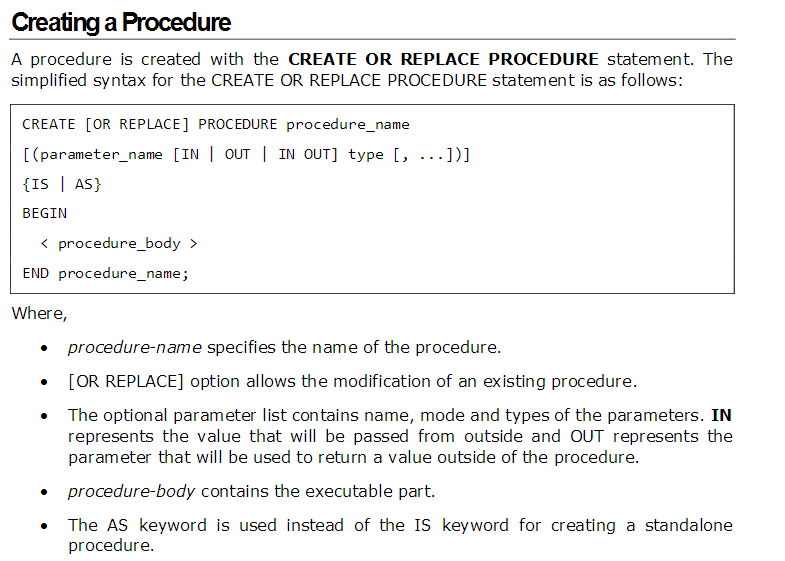 Creating a Procedure
A procedure is created with the CREATE OR REPLACE PROCEDURE statement. The
simplified syntax for the CREATE OR REPLACE PROCEDURE statement is as follows:
CREATE [OR REPLACE] PROCEDURE procedure_name
[(parameter_name [IN | OUT | IN OUT] type [, ...])]
{IS | AS}
BEGIN
< procedure_body >
END procedure_name;
Where,
• procedure-name specifies the name of the procedure.
• [OR REPLACE] option allows the modification of an existing procedure.
• The optional parameter list contains name, mode and types of the parameters. IN
represents the value that will be passed from outside and OUT represents the
parameter that will be used to return a value outside of the procedure.
• procedure-body contains the executable part.
• The AS keyword is used instead of the IS keyword for creating a standalone
procedure.